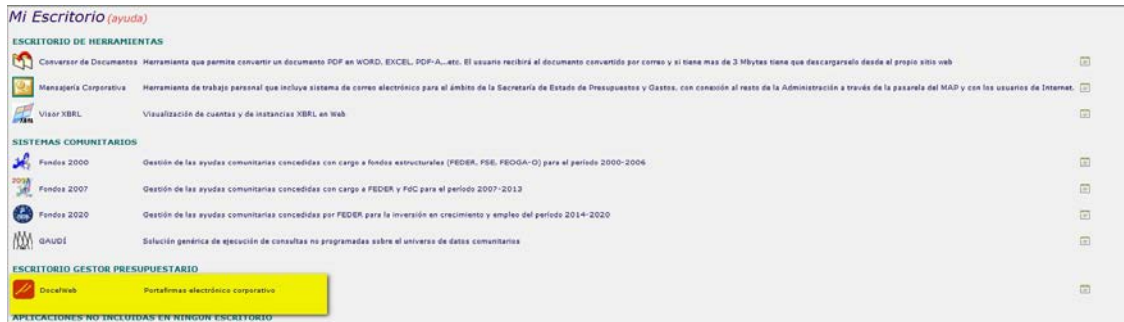 Mi Escritorio (ayuda)
ESCRITORIO DE HERRAMIENTAS
Conversor de Documentos Herramienta que permite convertir un documento PDF en WORD, EXCEL, PDF-A,..etc. El usuario recibirá el documento convertido por correo y si tiene mas de 3 Mbytes tiene que descargarselo desde el propio sitio web
Mensajería Corporativa Herramienta de trabajo personal que incluye sistema de correo electrónico para el ámbito de la Secretaría de Estado de Presupuestos y Gastos, con conexión al resto de la Administración a través de la pasarela del MAP y con los usuarios de Internet.
Visor XBRL Visualización de cuentas y de instancias XBRL en Web
SISTEMAS COMUNITARIOS
Fondos 2000 Gestión de las ayudas comunitarias concedidas con cargo a fondos estructurales (FEDER, FSE, FEOGA-O) para el período 2000-2006
Fondos 2007 Gestión de las ayudas comunitarias concedidas con cargo a FEDER y FdC para el período 2007-2013
Fondos 2020 Gestión de las ayudas comunitarias concedidas por FEDER para la inversión en crecimiento y empleo del período 2014-2020
GAUDÍ Solución genérica de ejecución de consultas no programadas sobre el universo de datos comunitarios
ESCRITORIO GESTOR PRESUPUESTARIO
DocelWeb Portafirmas electrónico corporativo
APLICACIONES NO INCLUIDAS EN NINGUN ESCRITORIO